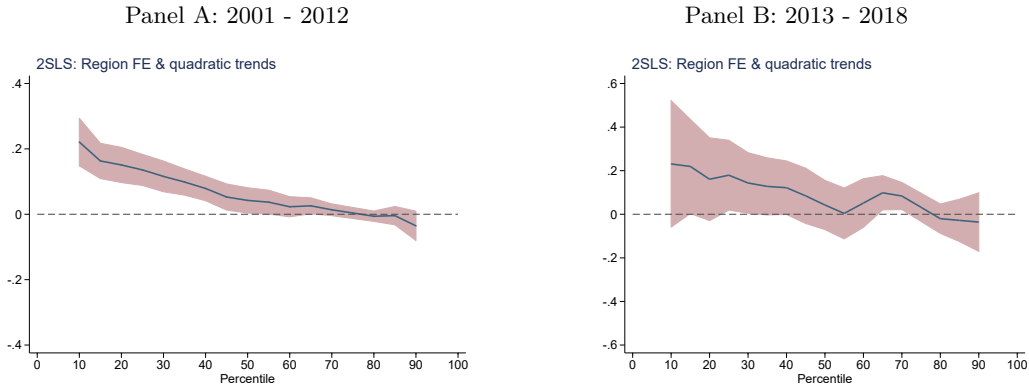 Panel A: 2001 - 2012
2SLS: Region FE & quadratic trends
.4
.2
0
-.2
-.4
0 10 20 30 40 50 60 70 80 90 100
Percentile
Panel B: 2013 - 2018
2SLS: Region FE & quadratic trends
.6
.4
.2
0
-.2
-.4
-.6
0 10 20 30 40 50 60 70 80 90 100
Percentile